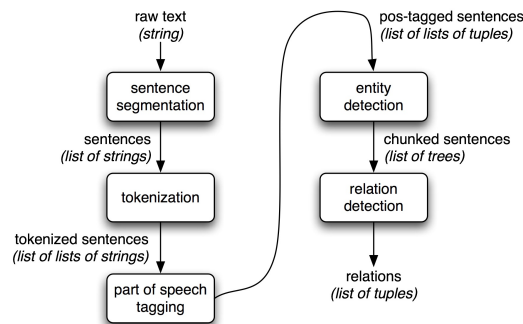 raw text
(string)
sentence
segmentation
sentences
(list of strings)
tokenization
tokenized sentences
(list of lists of strings)
part of speech
tagging
pos-tagged sentences
(list of lists of tuples)
entity
detection
chunked sentences
(list of trees)
relation
detection
relations
(list of tuples)